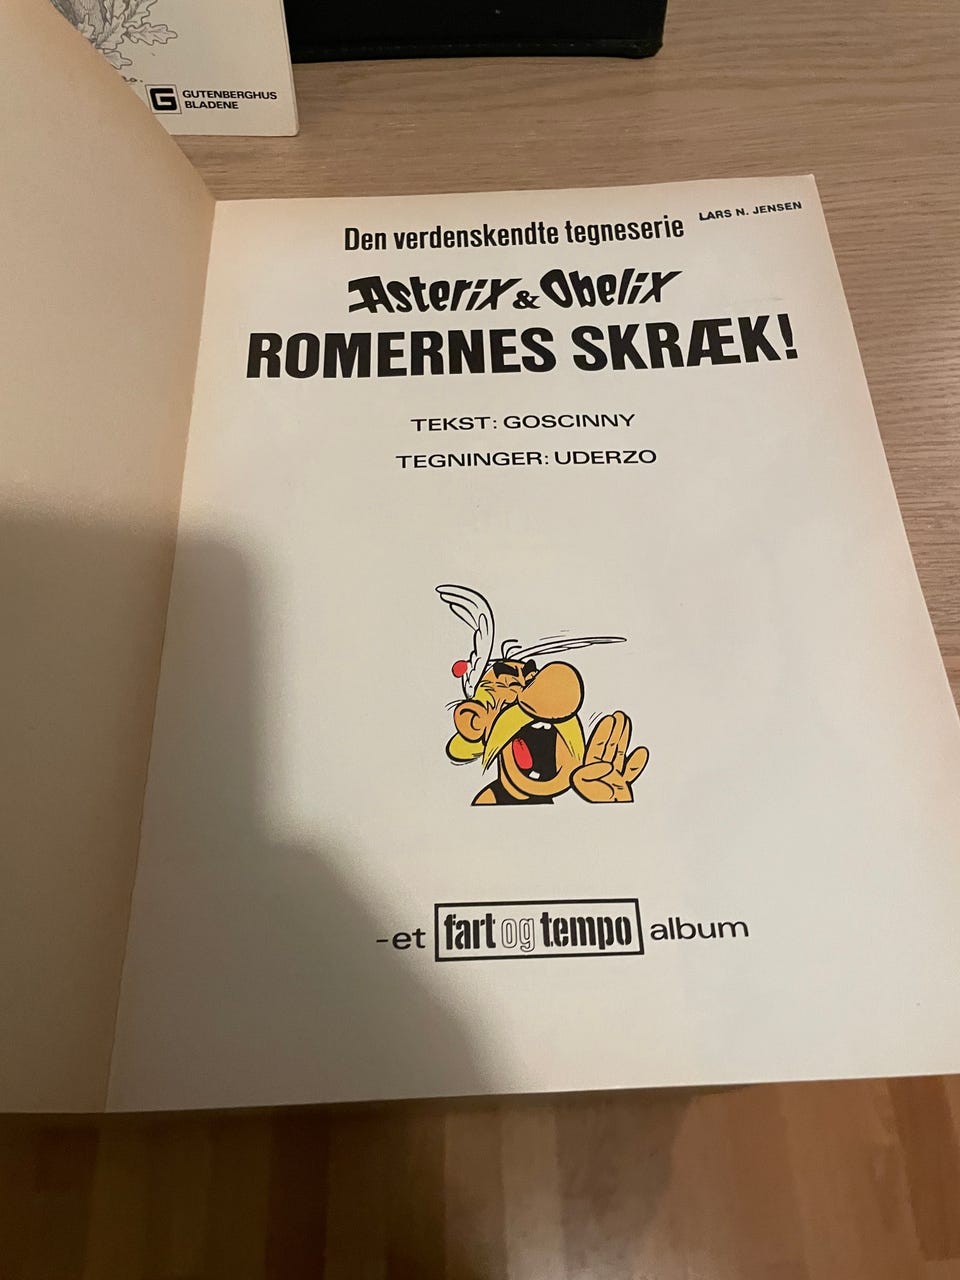 GUTENBERGHUS
BLADENE
LARS N. JENSEN
Den verdenskendte tegneserie
Asterix & Obelix
ROMERNES SKRÆK!
TEKST: GOSCINNY
TEGNINGER: UDERZO
-et fart og tempo album